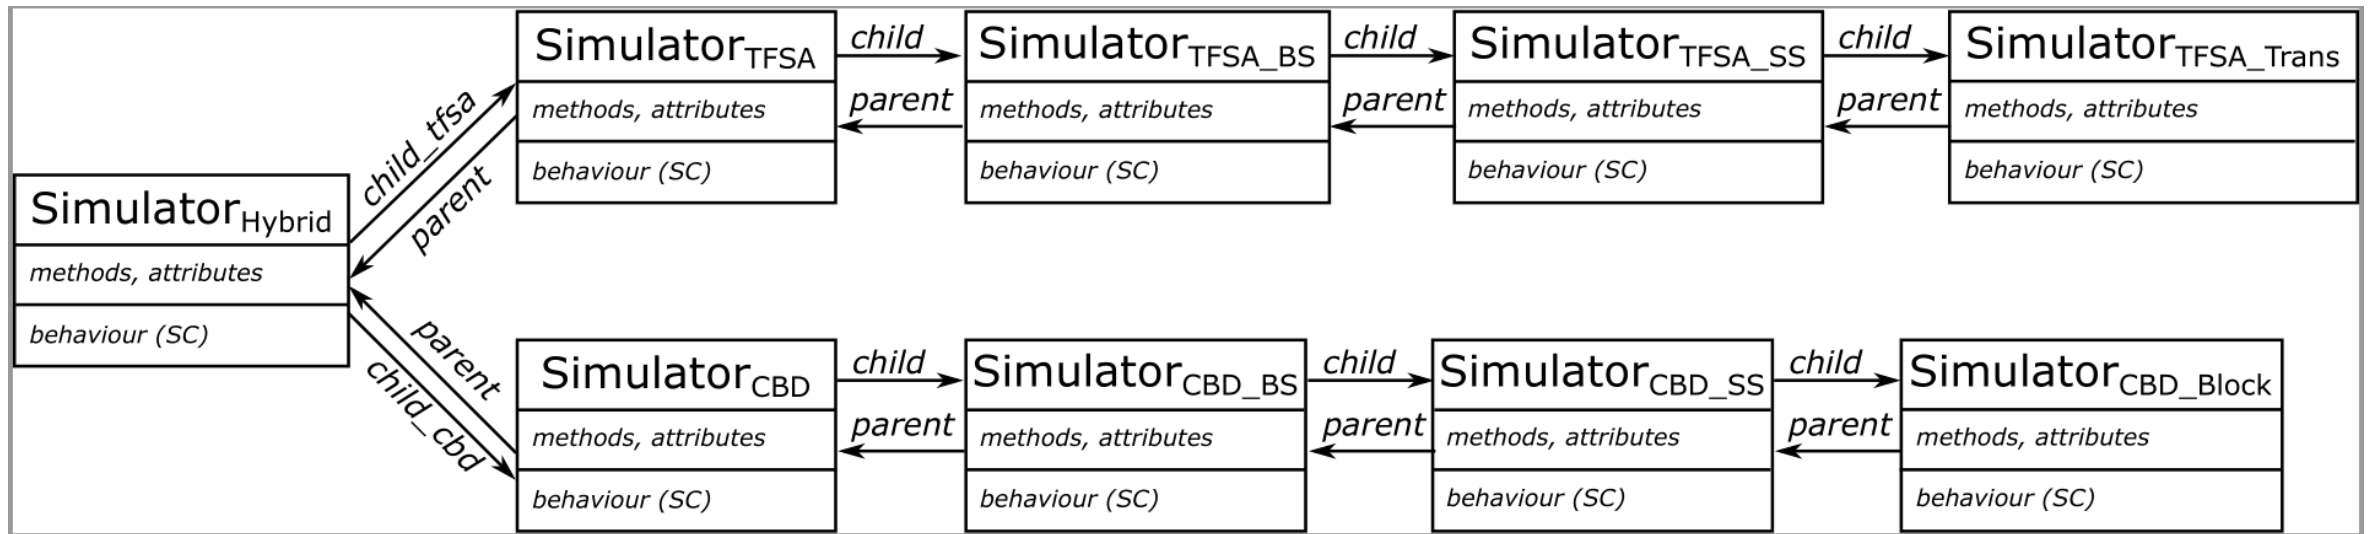 Simulator_Hybrid
methods, attributes
behaviour (SC)
child_tfsa
parent
parent
child_cbd
Simulator_TFSA
methods, attributes
behaviour (SC)
child
parent
Simulator_TFSA_BS
methods, attributes
behaviour (SC)
child
parent
Simulator_TFSA_SS
methods, attributes
behaviour (SC)
child
parent
Simulator_TFSA_Trans
methods, attributes
behaviour (SC)
Simulator_CBD
methods, attributes
behaviour (SC)
child
parent
Simulator_CBD_BS
methods, attributes
behaviour (SC)
child
parent
Simulator_CBD_SS
methods, attributes
behaviour (SC)
child
parent
Simulator_CBD_Block
methods, attributes
behaviour (SC)